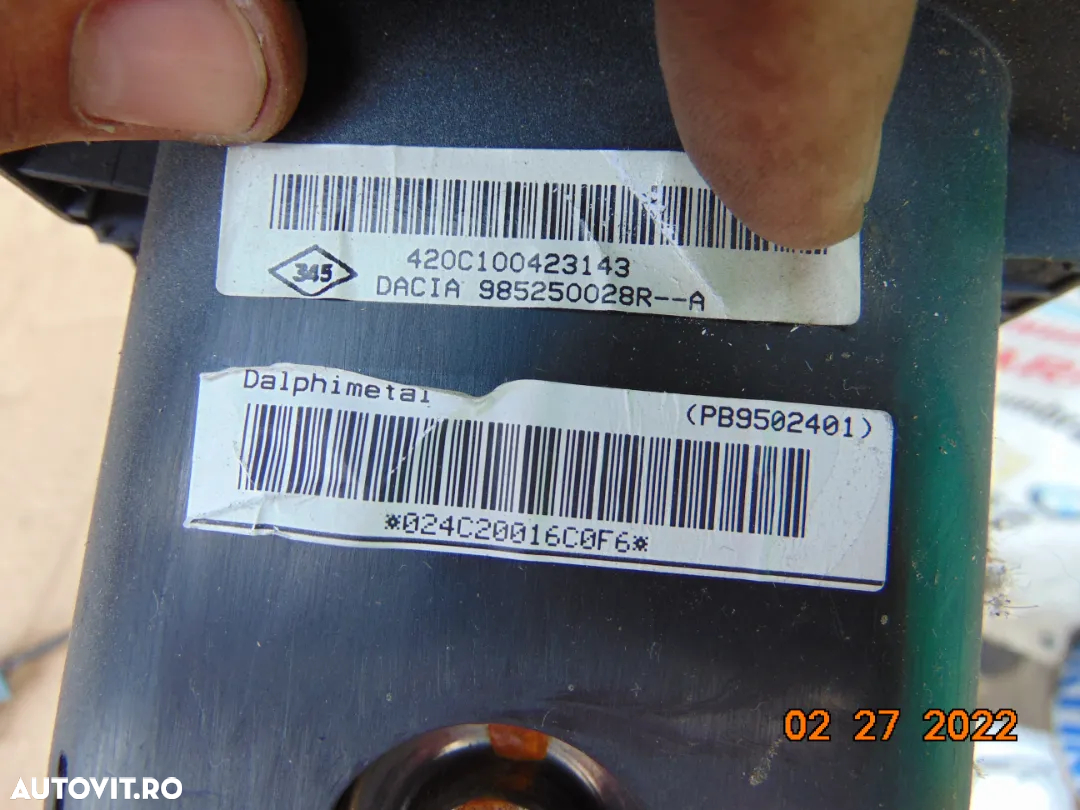 420C100423143
345
DACIA 985250028R--A
Dalphimetal
(PB9502401)
*024C20016C0F6*
02 27 2022
AUTOVIT.RO